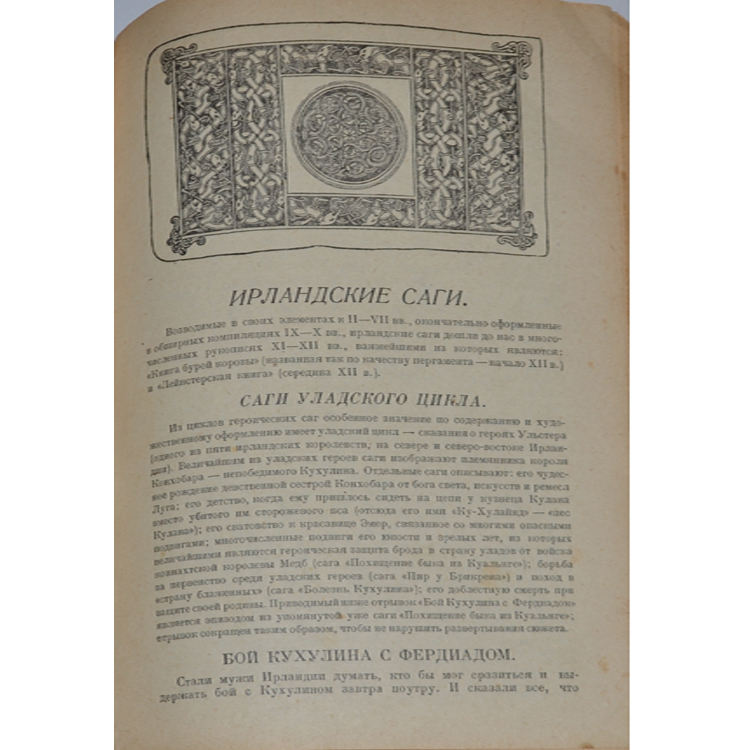 ИРЛАНДСКИЕ САГИ.
Возводимые в своих элементах к II—VII вв., окончательно оформленные
в обширных компиляциях IX—X вв., ирландские саги дошли до нас в много-
численных рукописях XI—XII вв., важнейшими из которых являются:
«Книга бурой коровы» (названная так по качеству пергамента — начало XII в.)
и «Лейнстерская книга» (середина XII в.).
САГИ УЛАДСКОГО ЦИКЛА.
Из циклов героических саг особенное значение по содержанию и худо-
жественному оформлению имеет уладский цикл — сказания о героях Ульстера
(одного из пяти ирландских королевств, на севере и северо-востоке Ирлан-
дии). Величайшим из уладских героев саги изображают племянника короля
Конхобара — непобедимого Кухулина. Отдельные саги описывают: его чудес-
ное рождение девственной сестрой Конхобара от бога света, искусств и ремесл
Луга; его детство, когда ему пришлось сидеть на цепи у кузнеца Кулана
вместо убитого им сторожевого пса (отсюда его имя «Ку-Хулайнд» — «пес
Кулана»); его сватовство к красавице Эмер, связанное со многими опасными
подвигами; многочисленные подвиги его юности и зрелых лет, из которых
величайшими являются героическая защита брода в страну уладов от войска
коннахтской королевы Медб (сага «Похищение быка из Куальнге»); борьба
за первенство среди уладских героев (сага «Пир у Брикрена») и поход в
«страну блаженных» (сага «Болезнь Кухулина»); его доблестную смерть при
защите своей родины. Приводимый ниже отрывок «Бой Кухулина с Фердиадом»
является эпизодом из упомянутой уже саги «Похищение быка из Куальнге»;
отрывок сокращен таким образом, чтобы не нарушить развертывания сюжета.
БОЙ КУХУЛИНА С ФЕРДИАДОМ.
Стали мужи Ирландии думать, кто бы мог сразиться и вы-
держать бой с Кухулином завтра поутру. И сказали все, что